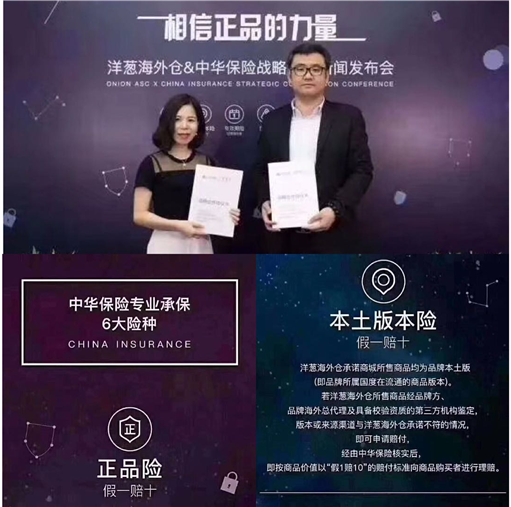 相信正品的力量
洋葱海外仓&中华保险战略 闻发布会
ONION ASC X CHINA INSURANCE STRATEGIC CONFERENCE
中华保险专业承保
6大险种
CHINA INSURANCE
正
正品险
假一赔十
本土版本险
假一赔十
洋葱海外仓承诺商城所售商品均为品牌本土版
(即品牌所属国度在流通的商品版本)。
若洋葱海外仓所售商品经品牌方、
品牌海外总代理及具备校验资质的第三方机构鉴定,
版本或来源渠道与洋葱海外仓承诺不符的情况,
即可申请赔付,
经由中华保险核实后,
即按商品价值以“假1赔10”的赔付标准向商品购买者进行理赔。